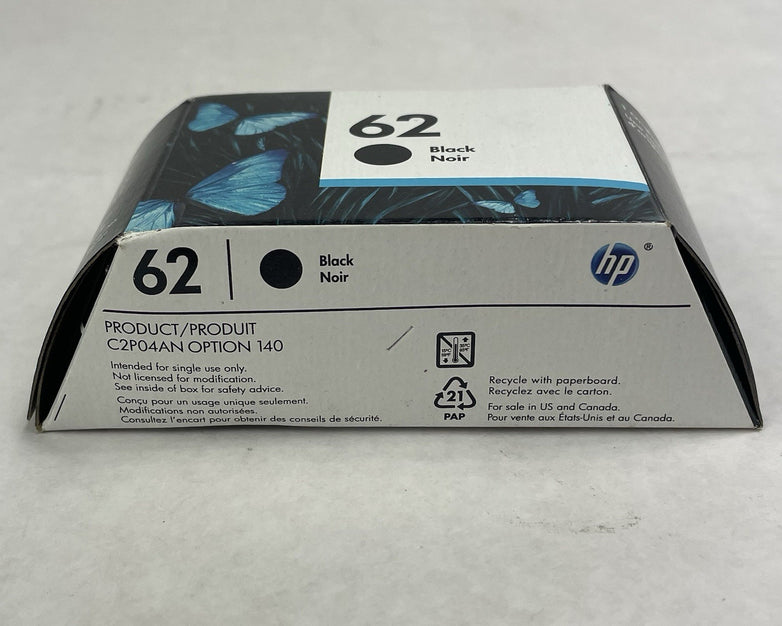 62
Black
Noir
62
Black
Noir
hp ®
PRODUCT/PRODUIT
C2P04AN OPTION 140
Intended for single use only.
Not licensed for modification.
See inside of box for safety advice.
Conçu pour un usage unique seulement.
Modifications non autorisées.
Consultez l'encart pour obtenir des conseils de sécurité.
21
PAP
Recycle with paperboard.
Recyclez avec le carton.
For sale in US and Canada.
Pour vente aux États-Unis et au Canada.